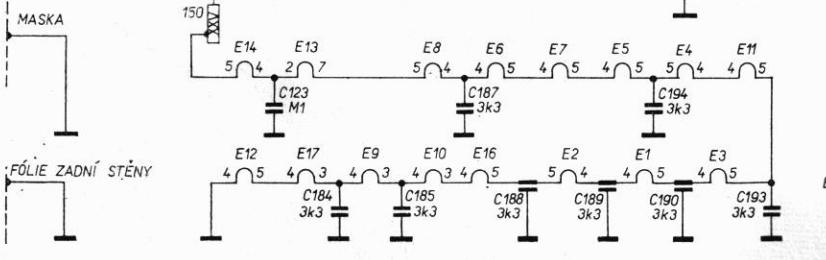 MASKA
150
E14 E13 E8 E6 E7 E5 E4 E11
5 4 2 7 5 4 4 5 4 5 4 5 5 4 4 5
C123 C187 C194
M1 3k3 3k3
FÓLIE ZADNÍ STĚNY
E12 E17 E9 E10 E16 E2 E1 E3
4 5 4 3 4 3 4 3 4 5 5 4 4 5 4 5
C184 C185 C188 C189 C190 C193
3k3 3k3 3k3 3k3 3k3 3k3